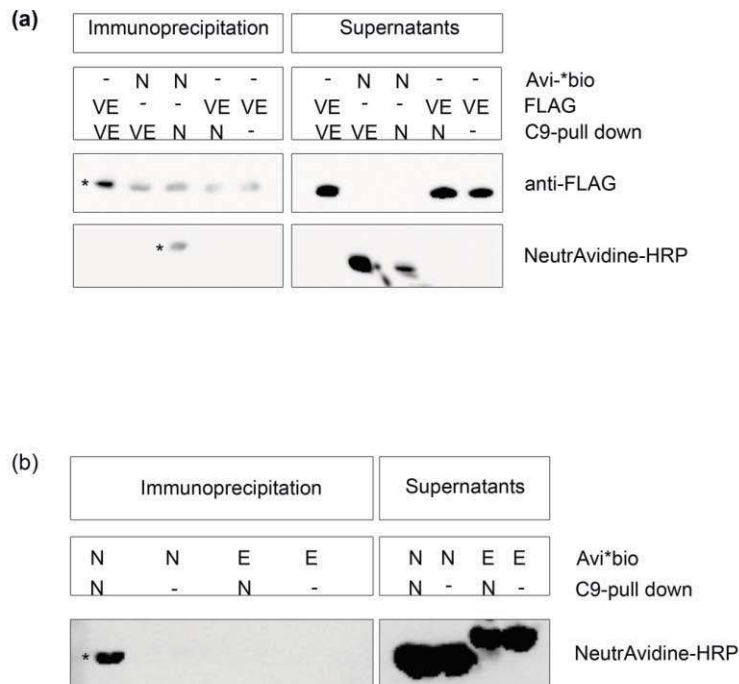 (a)
Immunoprecipitation Supernatants
- N N - - - N N - - Avi-*bio
VE - - VE VE VE - - VE VE FLAG
VE VE N N - VE VE N N - C9-pull down
* anti-FLAG
* NeutrAvidine-HRP
(b)
Immunoprecipitation Supernatants
N N E E N N E E Avi*bio
N - N - N - N - C9-pull down
* NeutrAvidine-HRP